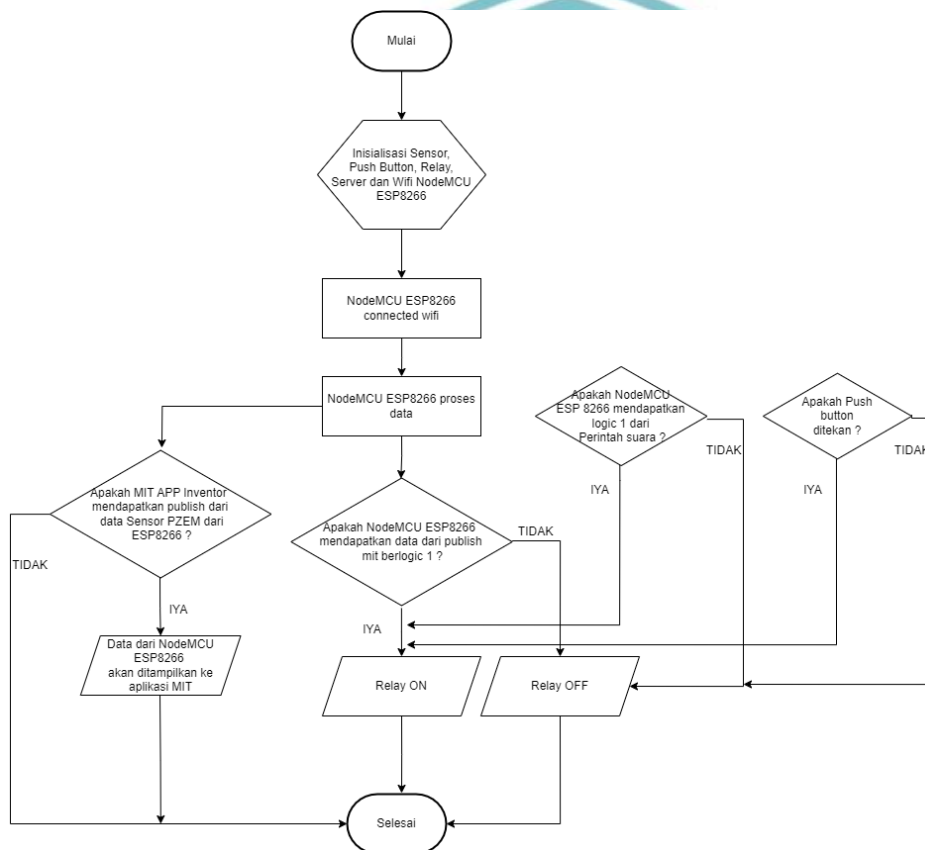 Mulai
Inisialisasi Sensor,
Push Button, Relay,
Server dan Wifi NodeMCU
ESP8266
NodeMCU ESP8266
connected wifi
NodeMCU ESP8266 proses
data
Apakah NodeMCU
ESP 8266 mendapatkan
logic 1 dari
Perintah suara ?
Apakah Push
button
ditekan ?
TIDAK
TIDAK
IYA
IYA
Apakah MIT APP Inventor
mendapatkan publish dari
data Sensor PZEM dari
ESP8266 ?
Apakah NodeMCU ESP8266
mendapatkan data dari publish
mit berlogic 1 ?
TIDAK
TIDAK
IYA
IYA
Data dari NodeMCU
ESP8266
akan ditampilkan ke
aplikasi MIT
Relay ON
Relay OFF
Selesai